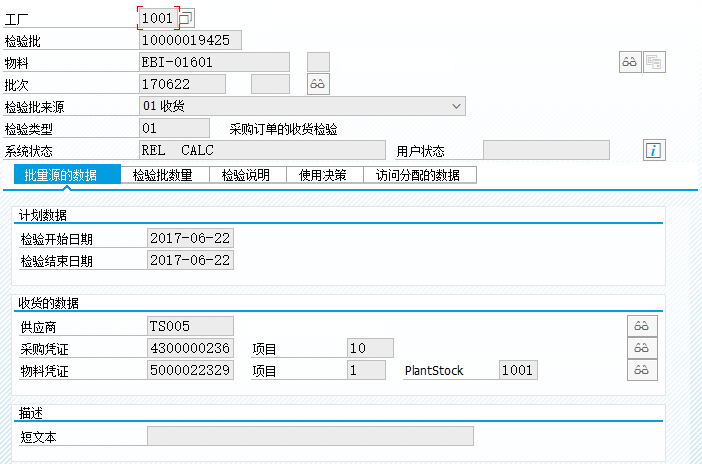 工厂 1001
检验批 10000019425
物料 EBI-01601
批次 170622
检验批来源 01 收货
检验类型 01 采购订单的收货检验
系统状态 REL CALC 用户状态
批量源的数据 检验批数量 检验说明 使用决策 访问分配的数据
计划数据
检验开始日期 2017-06-22
检验结束日期 2017-06-22
收货的数据
供应商 TS005
采购凭证 4300000236 项目 10
物料凭证 5000022329 项目 1 PlantStock 1001
描述
短文本